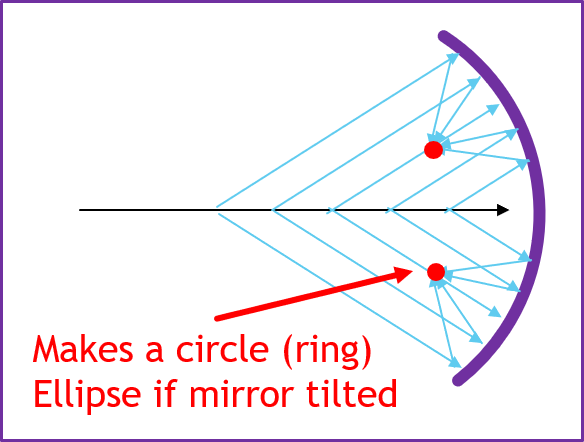 Makes a circle (ring)
Ellipse if mirror tilted